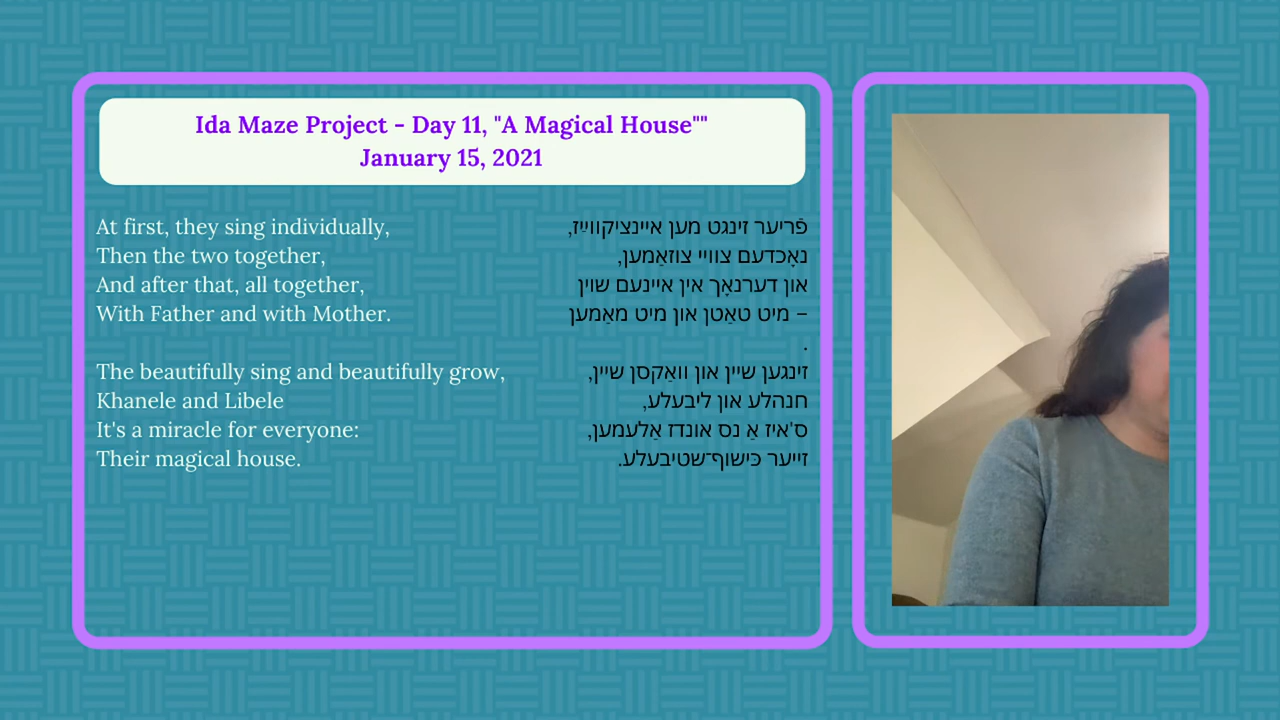 Ida Maze Project - Day 11, "A Magical House""
January 15, 2021
At first, they sing individually,
Then the two together,
And after that, all together,
With Father and with Mother.
The beautifully sing and beautifully grow,
Khanele and Libele
It's a miracle for everyone:
Their magical house.
פֿריִער זינגט מען איינציקווײַז,
נאָכדעם צוויי צוזאַמען,
און דערנאָך אין איינעם שוין
– מיט טאַטן און מיט מאַמען
.
זינגען שיין און וואַקסן שיין,
חנהלע און ליבעלע,
ס'איז אַ נס אונדז אַלעמען,
זייער כּישוף־שטיבעלע.